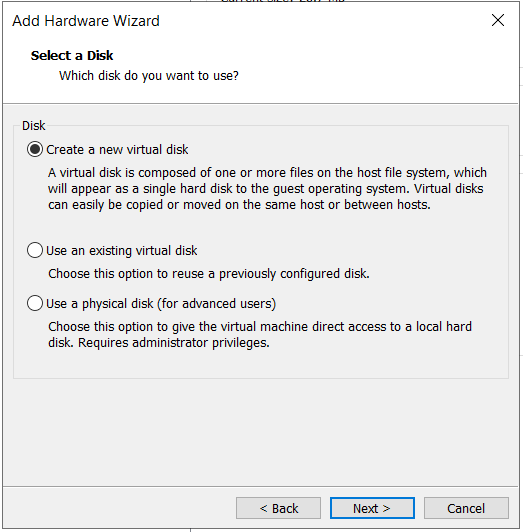 Add Hardware Wizard
Select a Disk
Which disk do you want to use?
Disk
Create a new virtual disk
A virtual disk is composed of one or more files on the host file system, which
will appear as a single hard disk to the guest operating system. Virtual disks
can easily be copied or moved on the same host or between hosts.
Use an existing virtual disk
Choose this option to reuse a previously configured disk.
Use a physical disk (for advanced users)
Choose this option to give the virtual machine direct access to a local hard
disk. Requires administrator privileges.
< Back
Next >
Cancel